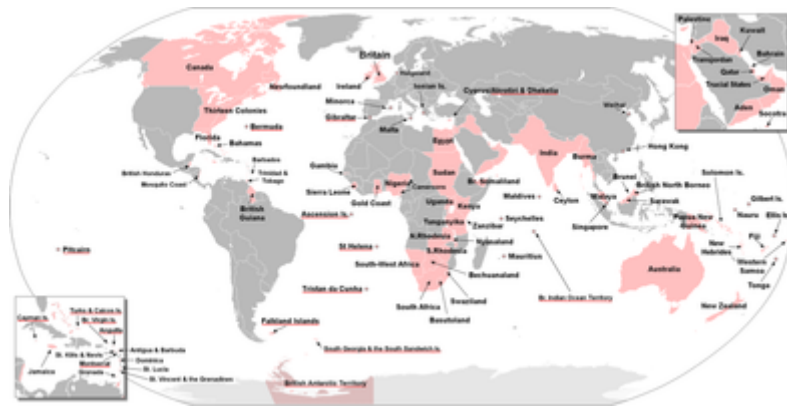 Palestine
Iraq
Kuwait
Bahrain
Transjordan
Qatar
Trucial States
Oman
Aden
Socotra
Canada
Newfoundland
Thirteen Colonies
Bermuda
Florida
Bahamas
British Honduras
Mosquito Coast
Barbados
Trinidad &
Tobago
British
Guiana
Britain
Ireland
Heligoland
Minorca
Ionian Is.
Gibraltar
Malta
Cyprus/Akrotiri & Dhekelia
Weihai
Hong Kong
Egypt
Sudan
Gambia
Sierra Leone
Nigeria
Gold Coast
Cameroons
Br. Somaliland
Uganda
Kenya
Tanganyika
Zanzibar
N.Rhodesia
S.Rhodesia
Nyasaland
South-West Africa
Bechuanaland
South Africa
Swaziland
Basutoland
India
Burma
Maldives
Ceylon
Seychelles
Mauritius
Br. Indian Ocean Territory
Malaya
Singapore
Brunei
British North Borneo
Sarawak
Papua New
Guinea
Solomon Is.
Gilbert Is.
Nauru
Ellis Is.
Fiji
New
Hebrides
Western
Samoa
Tonga
Australia
New Zealand
Ascension Is.
St Helena
Tristan da Cunha
Pitcairn
Falkland Islands
South Georgia & the South Sandwich Is.
British Antarctic Territory
Turks & Caicos Is.
Cayman Is.
Br. Virgin Is.
Anguilla
St. Kitts & Nevis
Antigua & Barbuda
Montserrat
Dominica
Jamaica
Grenada
St. Lucia
St. Vincent & the Grenadines